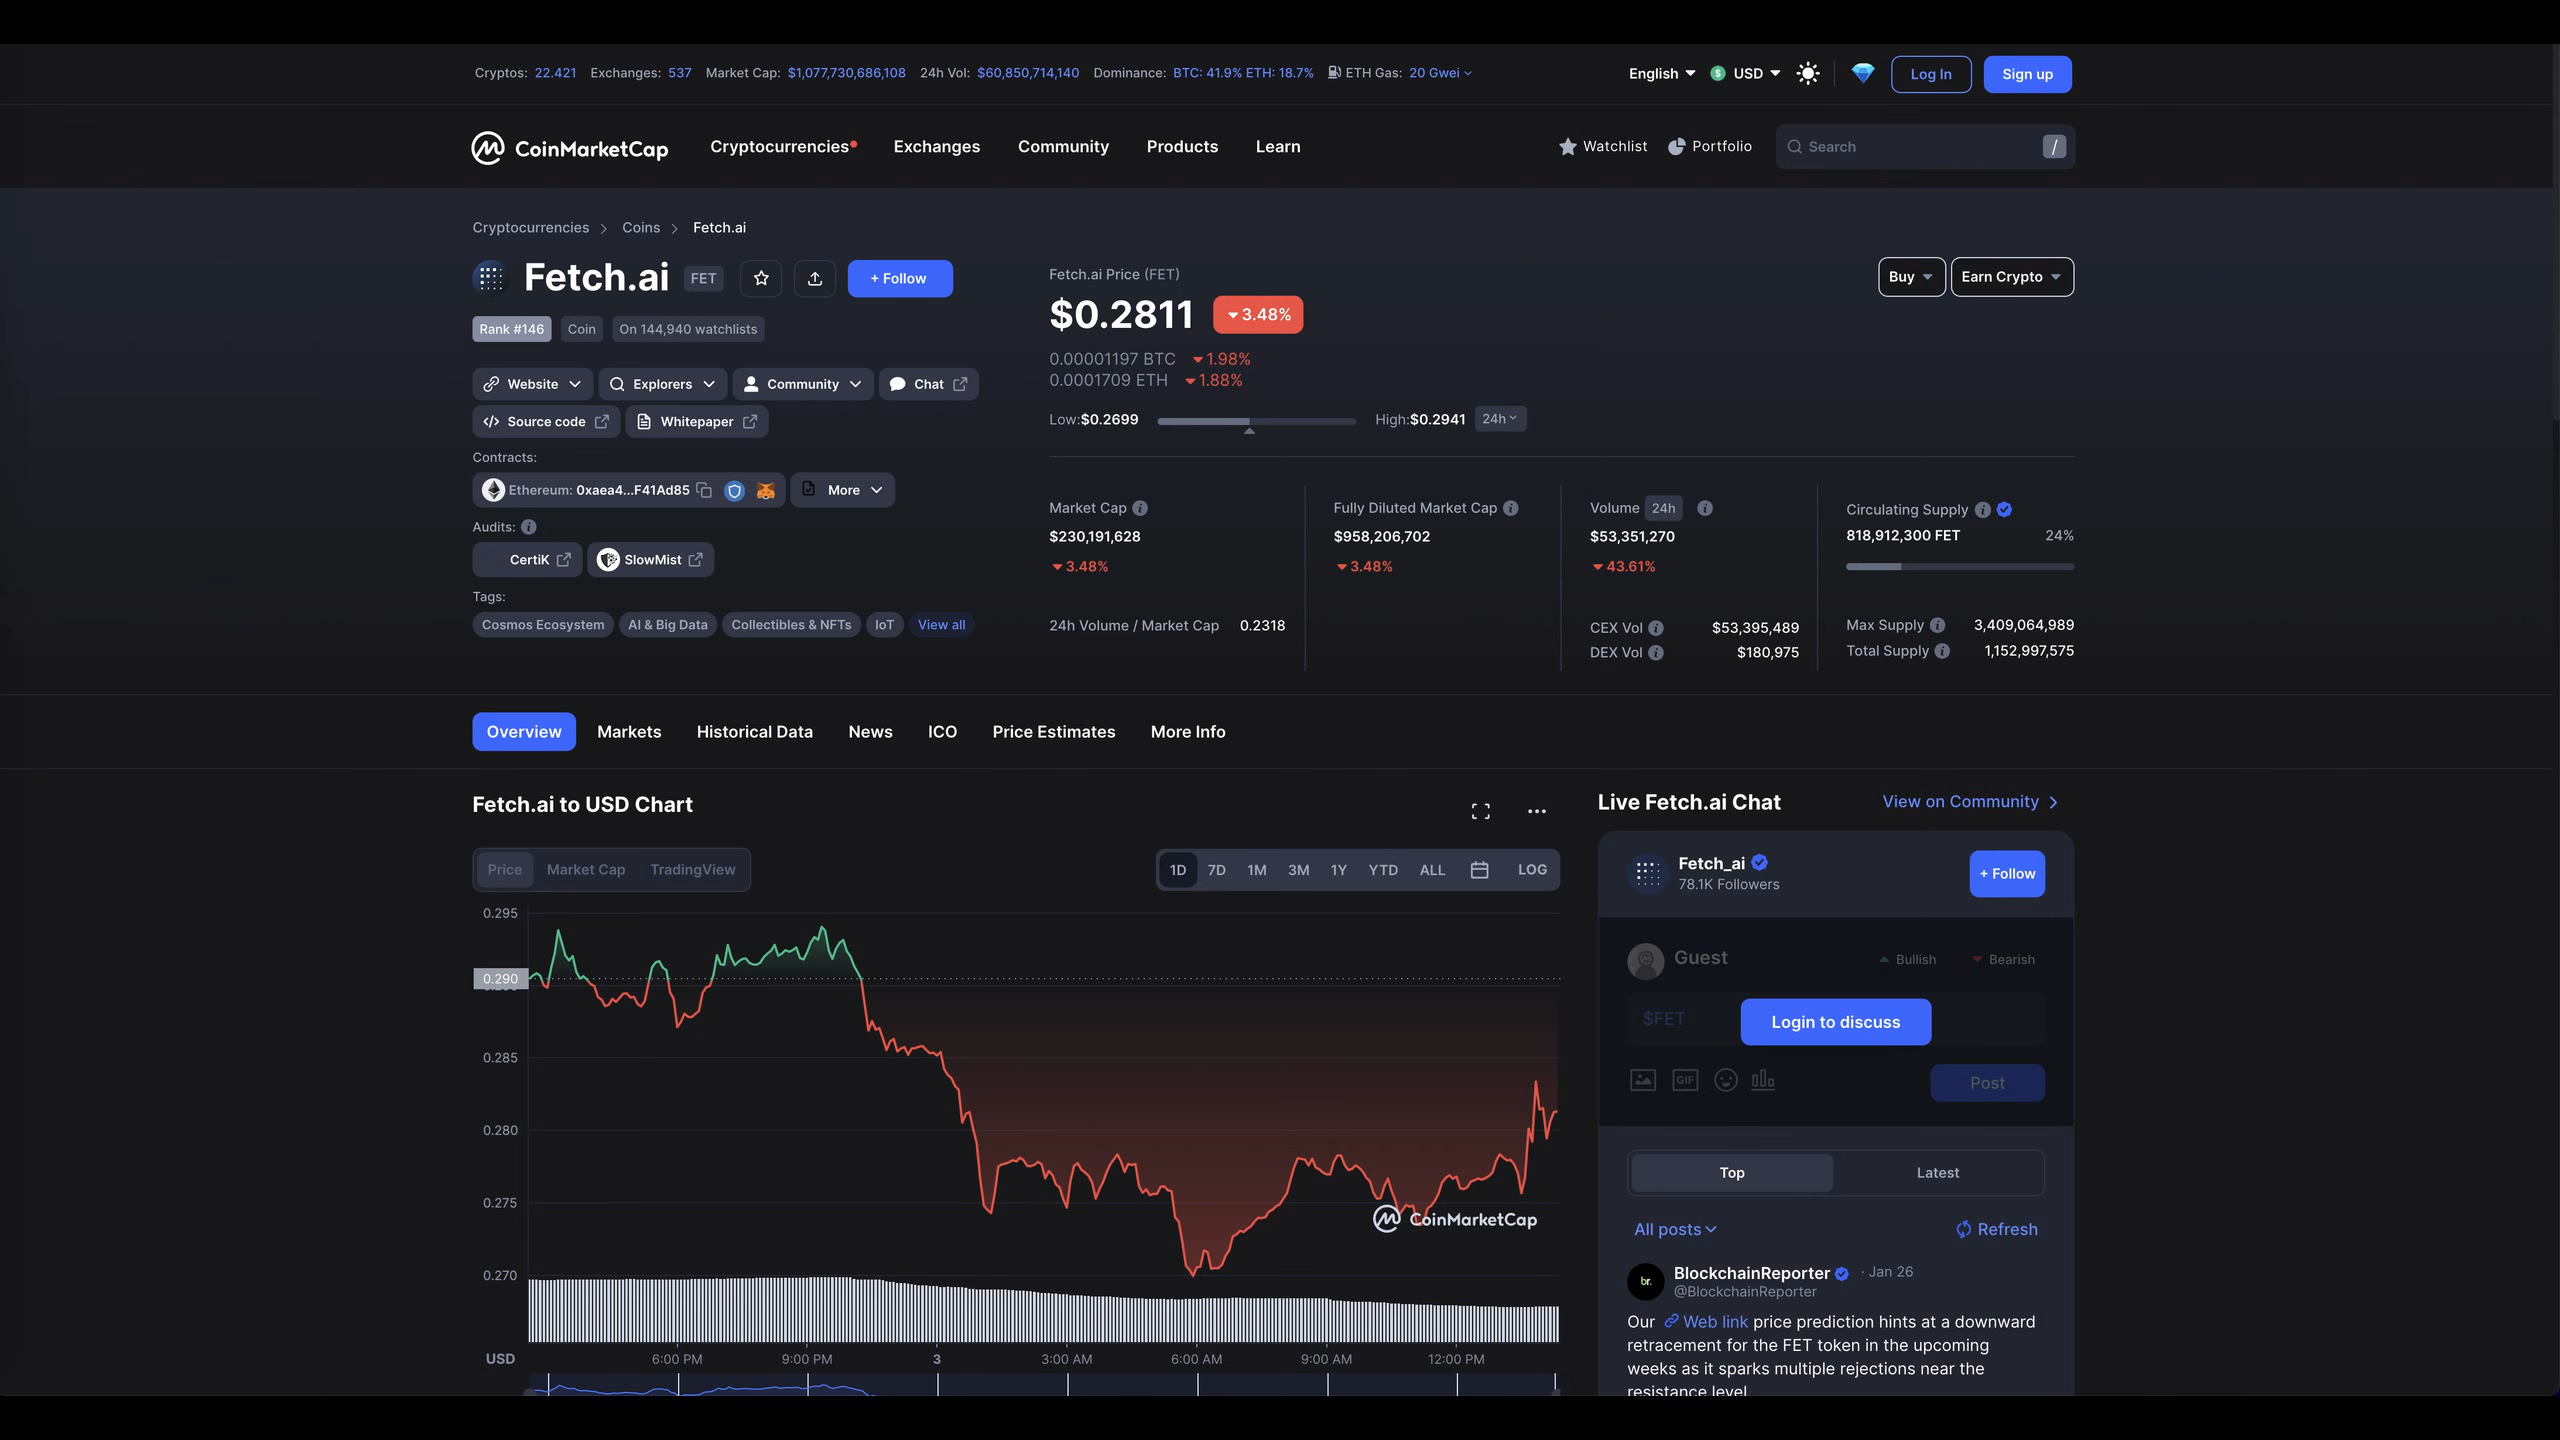 Cryptos: 22.421 Exchanges: 537 Market Cap: $1,077,730,686,108 24h Vol: $60,850,714,140 Dominance: BTC: 41.9% ETH: 18.7% ETH Gas: 20 Gwei English USD Log In Sign up
CoinMarketCap Cryptocurrencies Exchanges Community Products Learn Watchlist Portfolio Search /
Cryptocurrencies > Coins > Fetch.ai
Fetch.ai FET + Follow
Rank #146 Coin On 144,940 watchlists
Website Explorers Community Chat
Source code Whitepaper
Contracts:
Ethereum: 0xaea4...F41Ad85 More
Audits:
CertiK SlowMist
Tags:
Cosmos Ecosystem AI & Big Data Collectibles & NFTs IoT View all
Fetch.ai Price (FET)
$0.2811 3.48%
0.00001197 BTC 1.98%
0.0001709 ETH 1.88%
Low:$0.2699 High:$0.2941 24h
Buy Earn Crypto
Market Cap
$230,191,628
3.48%
24h Volume / Market Cap 0.2318
Fully Diluted Market Cap
$958,206,702
3.48%
Volume 24h
$53,351,270
43.61%
CEX Vol $53,395,489
DEX Vol $180,975
Circulating Supply
818,912,300 FET 24%
Max Supply 3,409,064,989
Total Supply 1,152,997,575
Overview Markets Historical Data News ICO Price Estimates More Info
Fetch.ai to USD Chart
Price Market Cap TradingView 1D 7D 1M 3M 1Y YTD ALL LOG
0.295
0.290
0.285
0.280
0.275
0.270
CoinMarketCap
USD 6:00 PM 9:00 PM 3 3:00 AM 6:00 AM 9:00 AM 12:00 PM
Live Fetch.ai Chat View on Community >
Fetch_ai
78.1K Followers
+ Follow
Guest Bullish Bearish
$FET
Login to discuss
GIF
Post
Top Latest
All posts Refresh
br.
BlockchainReporter · Jan 26
@BlockchainReporter
Our Web link price prediction hints at a downward
retracement for the FET token in the upcoming
weeks as it sparks multiple rejections near the
resistance level